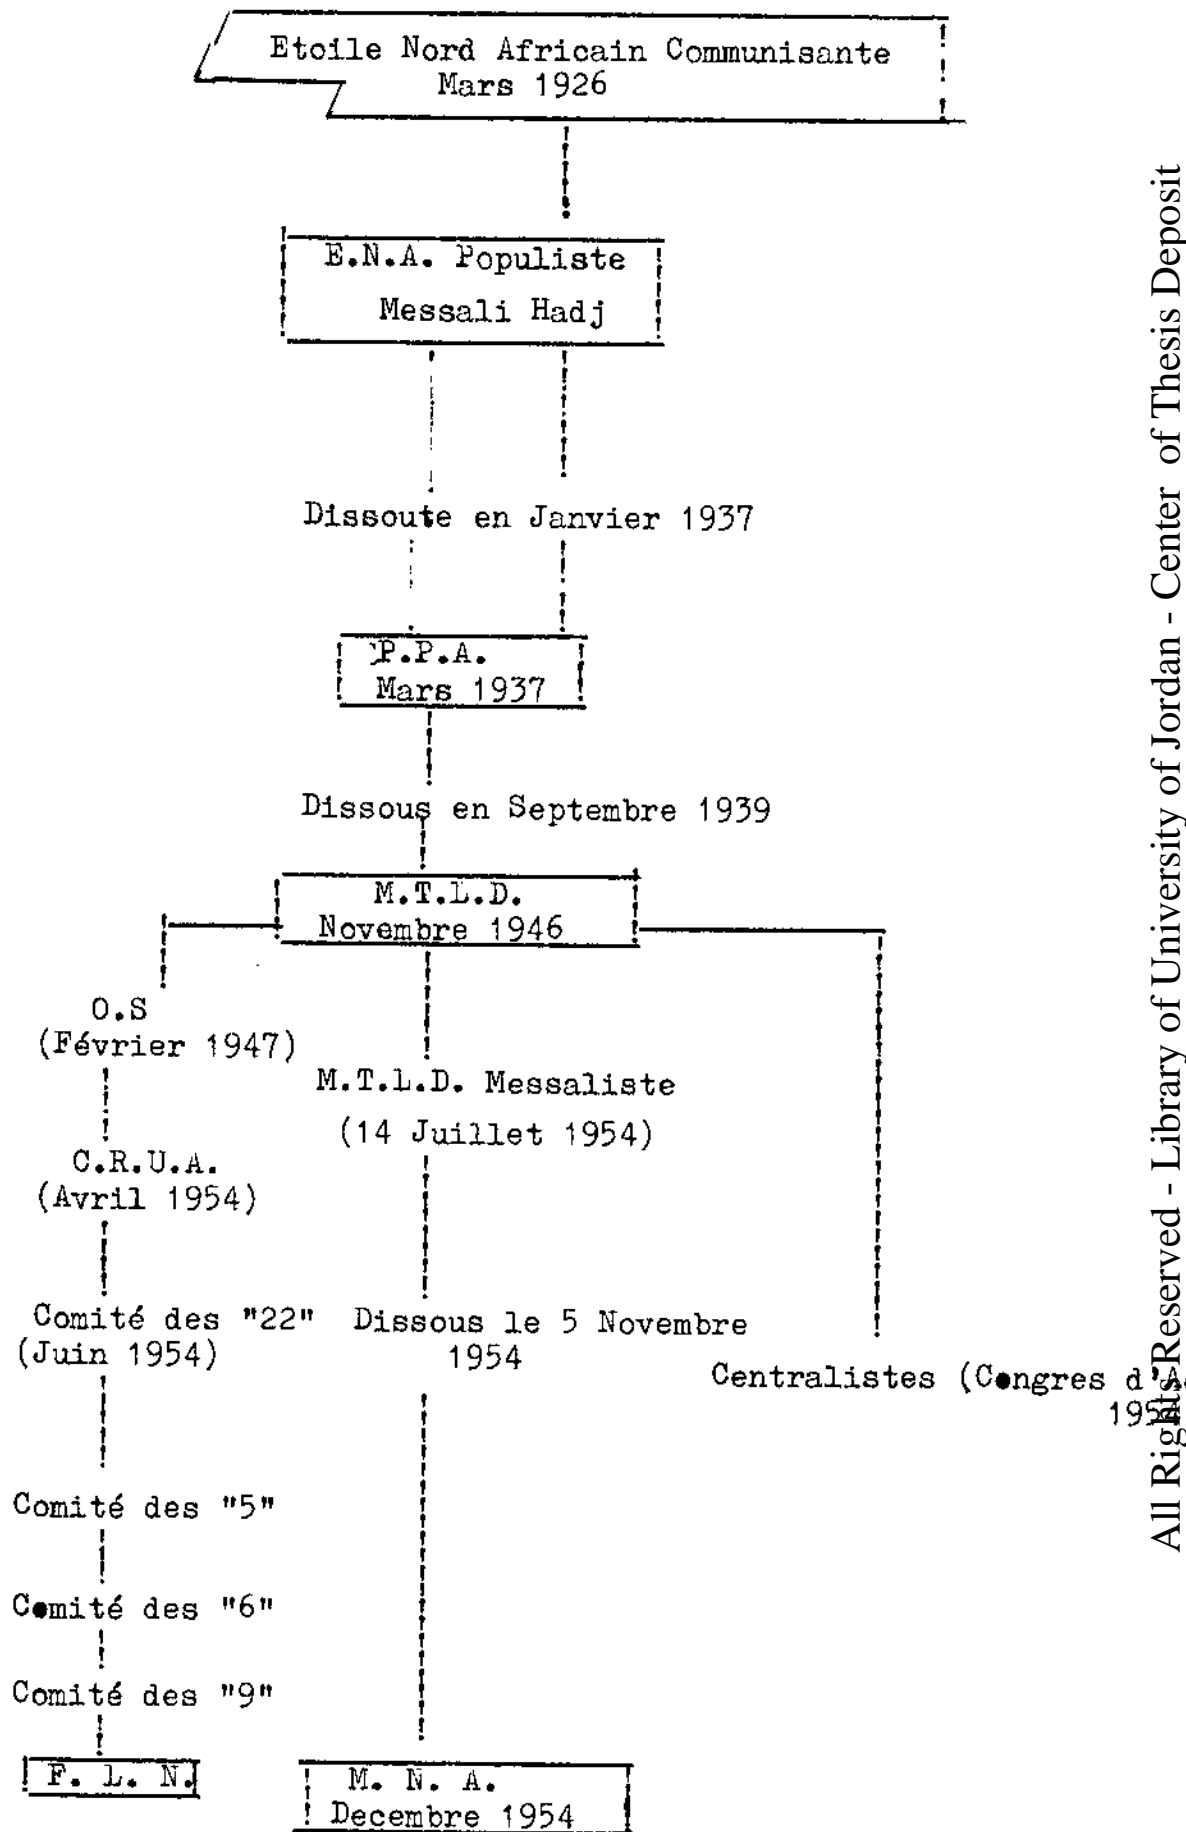 Etoile Nord Africain Communisante
Mars 1926
E.N.A. Populiste
Messali Hadj
Dissoute en Janvier 1937
P.P.A.
Mars 1937
Dissous en Septembre 1939
M.T.L.D.
Novembre 1946
O.S
(Février 1947)
M.T.L.D. Messaliste
(14 Juillet 1954)
C.R.U.A.
(Avril 1954)
Comité des "22"
(Juin 1954)
Dissous le 5 Novembre
1954
Centralistes (Congres
1954
Comité des "5"
Comité des "6"
Comité des "9"
F. L. N.
M. N. A.
Decembre 1954
All Rights Reserved - Library of University of Jordan - Center of Thesis Deposit